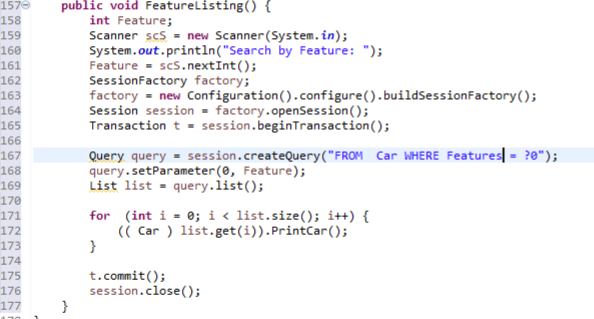 157 public void FeatureListing() {
158 int Feature;
159 Scanner scS = new Scanner(System.in);
160 System.out.println("Search by Feature: ");
161 Feature = scS.nextInt();
162 SessionFactory factory;
163 factory = new Configuration().configure().buildSessionFactory();
164 Session session = factory.openSession();
165 Transaction t = session.beginTransaction();
166
167 Query query = session.createQuery("FROM  Car WHERE Features = ?0");
168 query.setParameter(0, Feature);
169 List list = query.list();
170
171 for  (int i = 0; i < list.size(); i++) {
172 (( Car ) list.get(i)).PrintCar();
173 }
174
175 t.commit();
176 session.close();
177 }